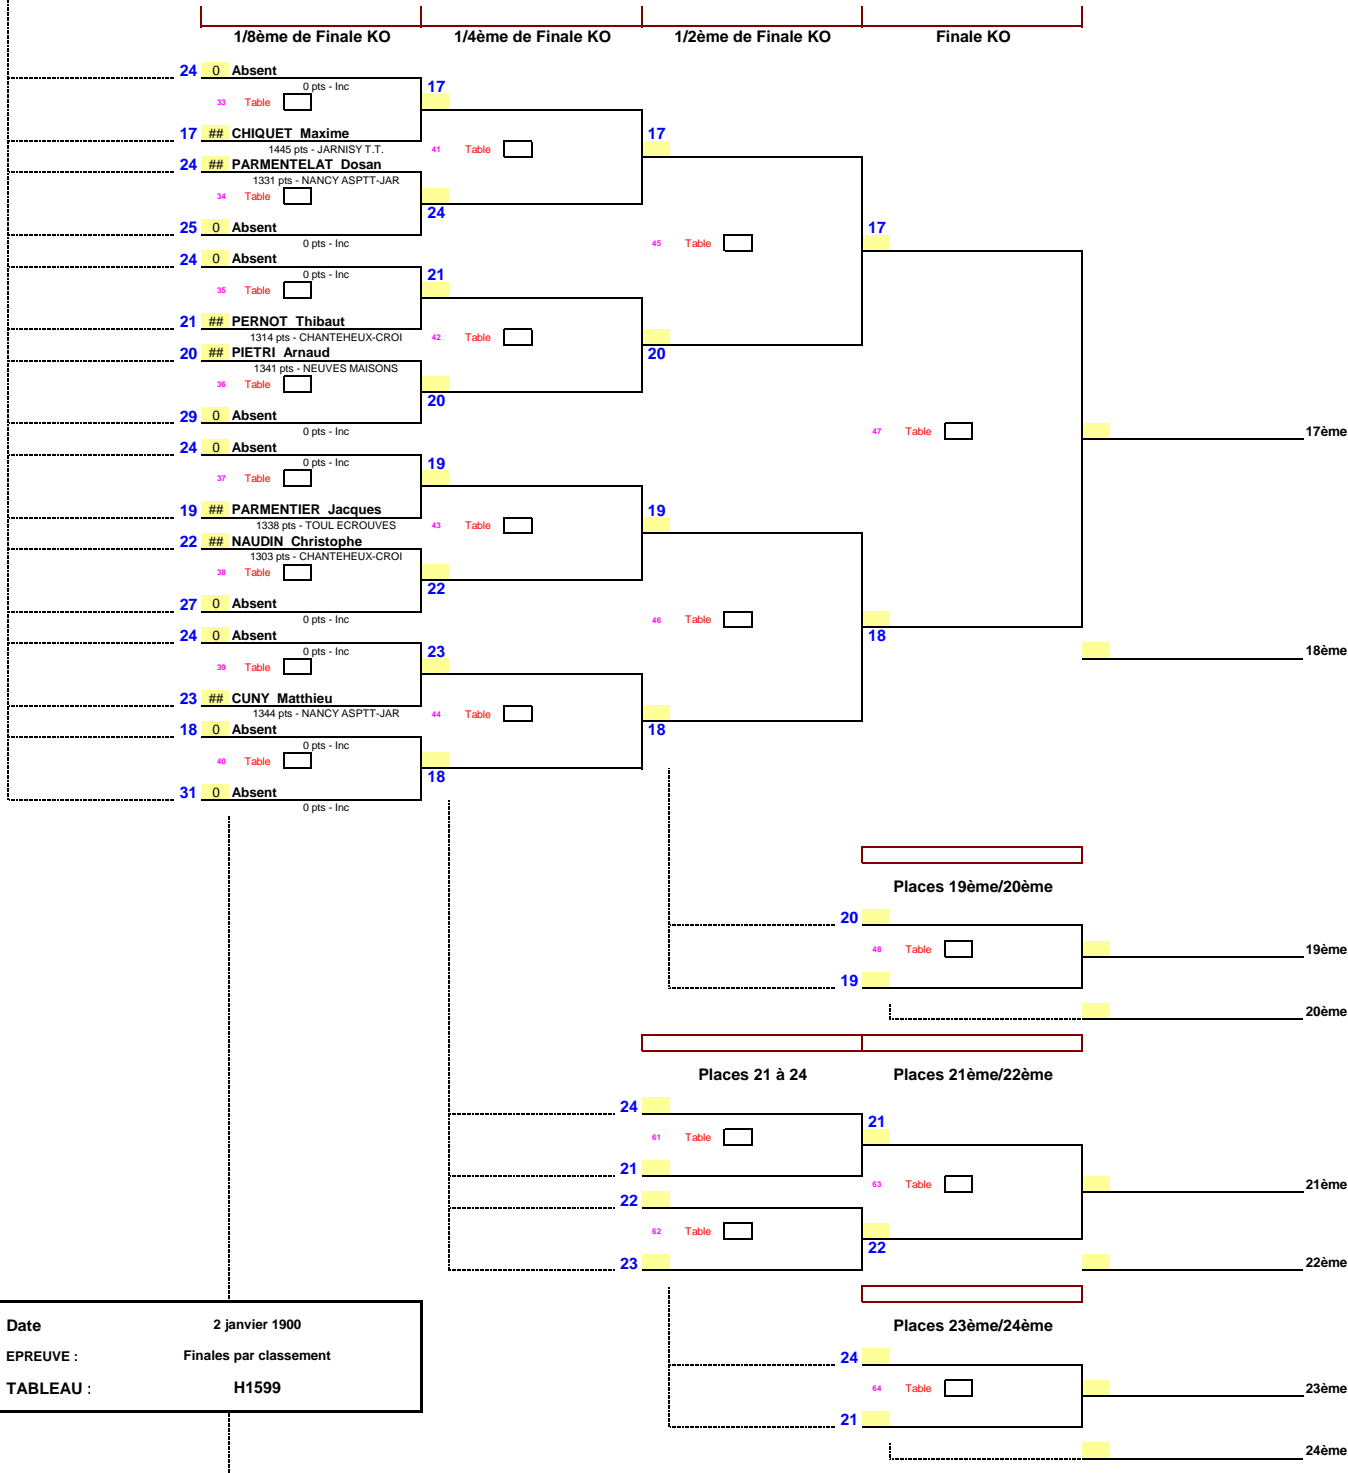 1/8ème de Finale KO 1/4ème de Finale KO 1/2ème de Finale KO Finale KO
24 0 Absent
0 pts - Inc
17
33 Table
17 ## CHIQUET Maxime
1445 pts - JARNISY T.T.
41 Table
17
24 ## PARMENTELAT Dosan
1331 pts - NANCY ASPTT-JAR
34 Table
24
25 0 Absent
0 pts - Inc
45 Table
17
24 0 Absent
0 pts - Inc
21
35 Table
21 ## PERNOT Thibaut
1314 pts - CHANTEHEUX-CROI
42 Table
20
20 ## PIETRI Arnaud
1341 pts - NEUVES MAISONS
36 Table
20
29 0 Absent
0 pts - Inc
47 Table
17ème
24 0 Absent
0 pts - Inc
19
37 Table
19 ## PARMENTIER Jacques
1338 pts - TOUL ECROUVES
43 Table
19
22 ## NAUDIN Christophe
1303 pts - CHANTEHEUX-CROI
38 Table
22
27 0 Absent
0 pts - Inc
46 Table
18
24 0 Absent
0 pts - Inc
23
18ème
39 Table
23 ## CUNY Matthieu
1344 pts - NANCY ASPTT-JAR
44 Table
18
18 0 Absent
0 pts - Inc
40 Table
18
31 0 Absent
0 pts - Inc
Places 19ème/20ème
20
48 Table
19ème
19
20ème
Places 21 à 24 Places 21ème/22ème
24
21
61 Table
21
63 Table
21ème
22
62 Table
22
23
22ème
Date 2 janvier 1900
Places 23ème/24ème
EPREUVE : Finales par classement
24
TABLEAU : H1599
64 Table
23ème
21
24ème